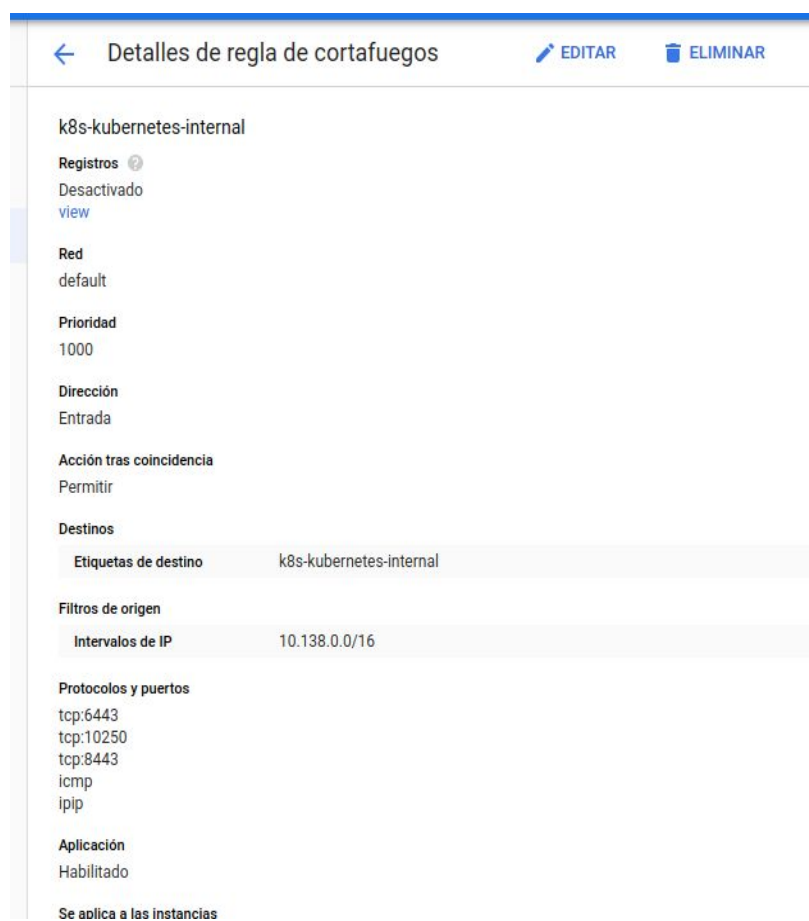 Detalles de regla de cortafuegos EDITAR ELIMINAR
k8s-kubernetes-internal
Registros ?
Desactivado
view
Red
default
Prioridad
1000
Dirección
Entrada
Acción tras coincidencia
Permitir
Destinos
Etiquetas de destino k8s-kubernetes-internal
Filtros de origen
Intervalos de IP 10.138.0.0/16
Protocolos y puertos
tcp:6443
tcp:10250
tcp:8443
icmp
ipip
Aplicación
Habilitado
Se aplica a las instancias